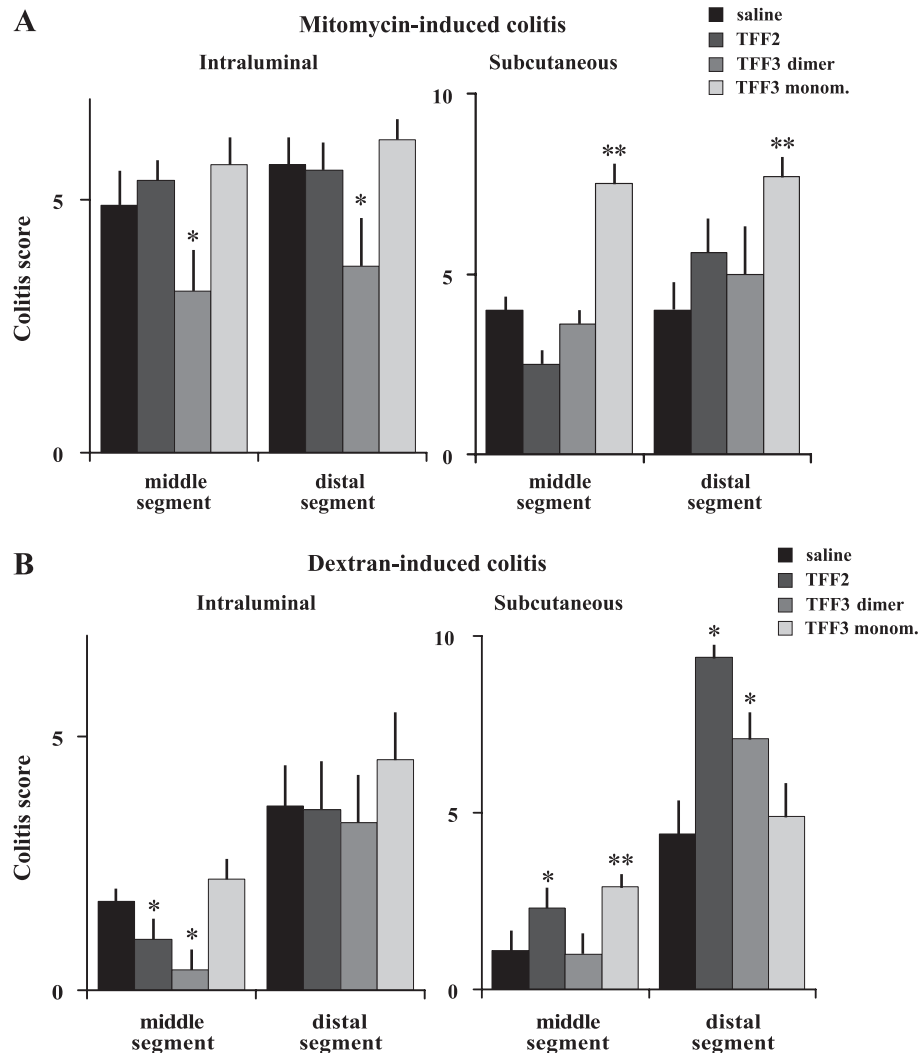 A
Mitomycin-induced colitis
saline
TFF2
TFF3 dimer
TFF3 monom.
Intraluminal
Subcutaneous
Colitis score
5
0
*
*
middle
segment
distal
segment
10
5
0
**
**
middle
segment
distal
segment
B
Dextran-induced colitis
saline
TFF2
TFF3 dimer
TFF3 monom.
Intraluminal
Subcutaneous
Colitis score
5
0
*
*
middle
segment
distal
segment
10
5
0
*
**
*
*
middle
segment
distal
segment